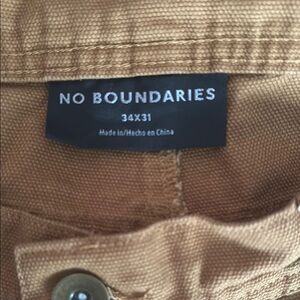 NO BOUNDARIES
34X31
Made in/Hecho en China